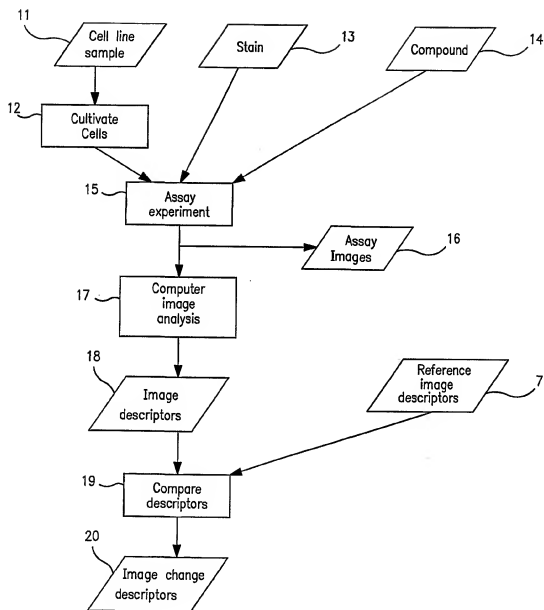 11
Cell line
sample
Stain
13
Compound
14
12
Cultivate
Cells
15
Assay
experiment
Assay
Images
16
17
Computer
image
analysis
18
Image
descriptors
Reference
image
descriptors
7
19
Compare
descriptors
20
Image change
descriptors